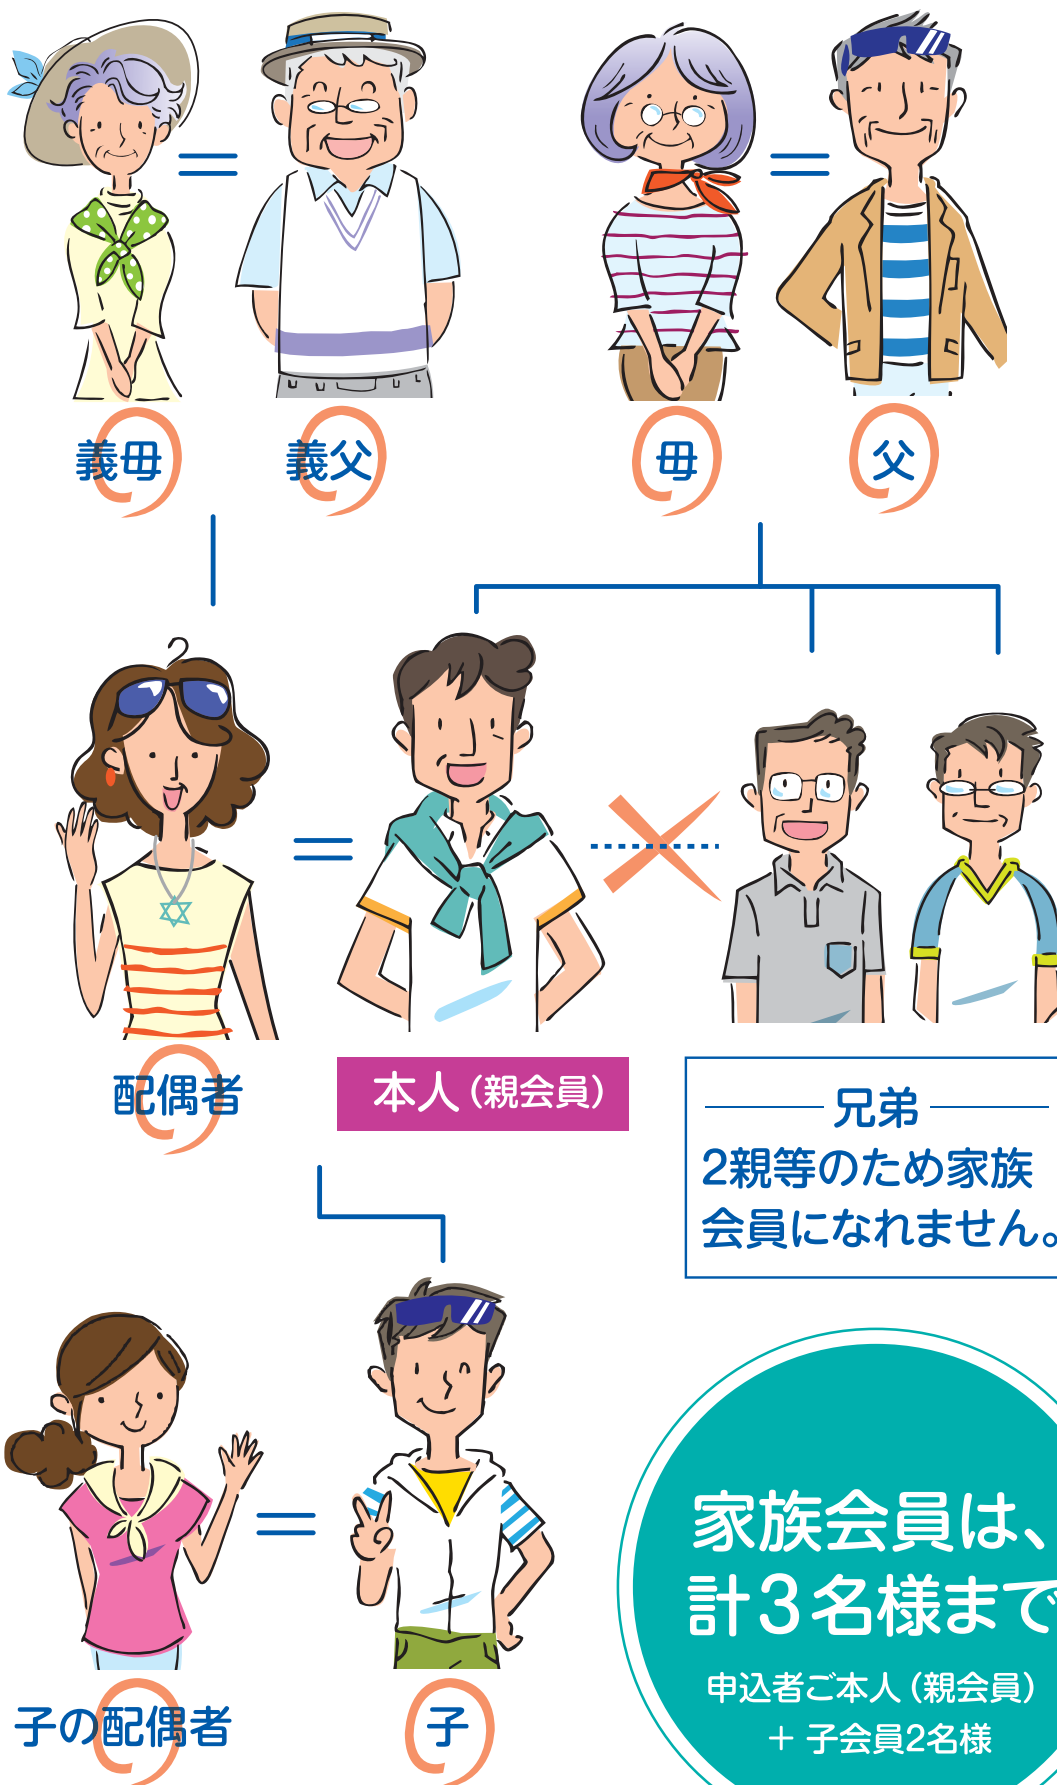 義母
義父
母
父
配偶者
本人（親会員）
兄弟
2親等のため家族
会員になれません。
子の配偶者
子
家族会員は、
計3名様まで
申込者ご本人（親会員）
＋ 子会員2名様